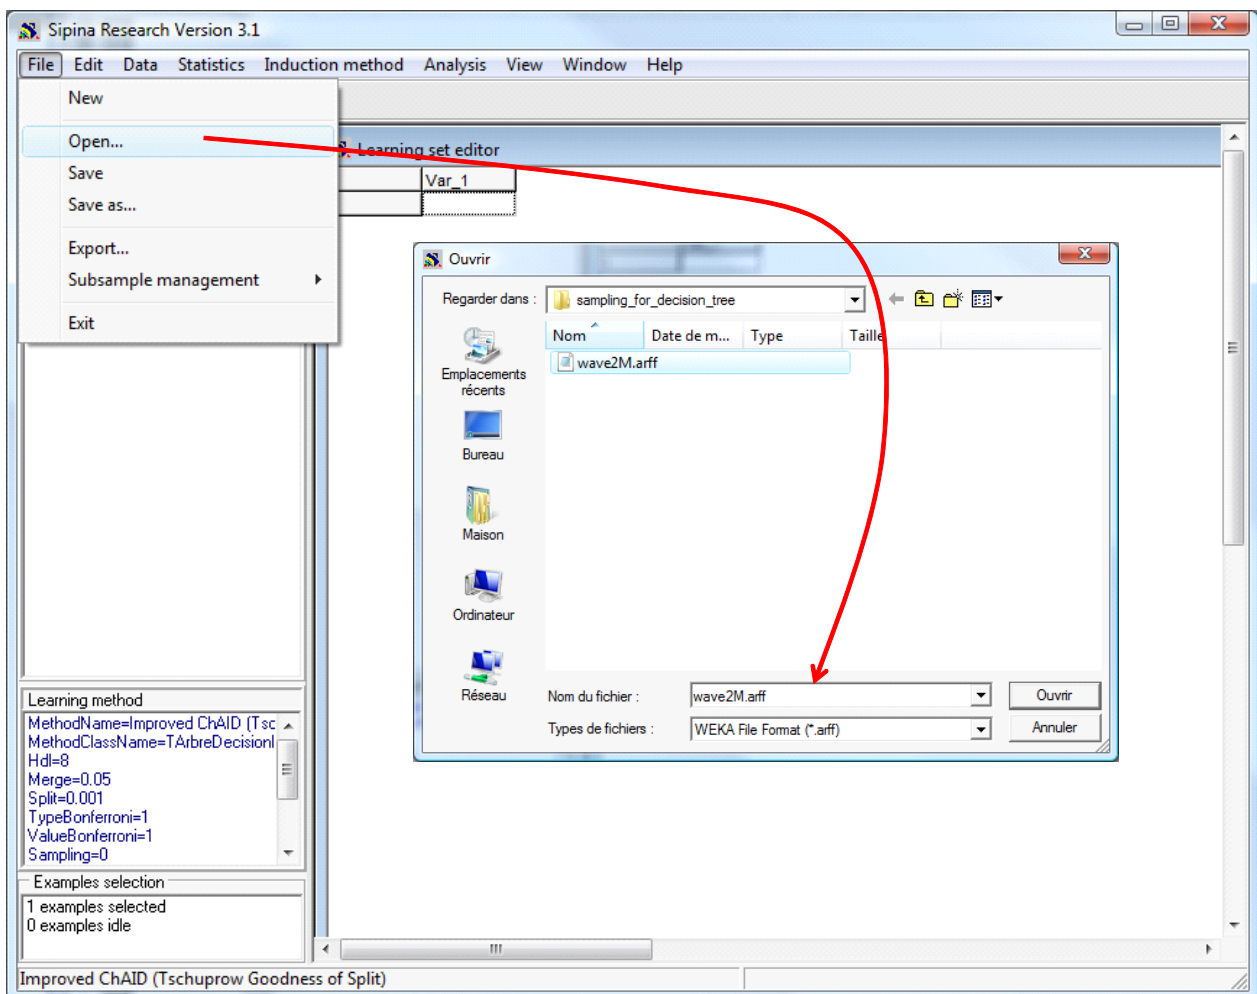 Sipina Research Version 3.1
File Edit Data Statistics Induction method Analysis View Window Help
New
Open...
Save
Save as...
Export...
Subsample management
Exit
Learning set editor
Var_1
Ouvrir
Regarder dans :
sampling_for_decision_tree
Nom Date de m... Type Taille
wave2M.arff
Emplacements
récents
Bureau
Maison
Ordinateur
Réseau
Nom du fichier :
wave2M.arff
Ouvrir
Types de fichiers :
WEKA File Format (*.arff)
Annuler
Learning method
MethodName=Improved ChAID (Tsc
MethodClassName=TArbreDecisionI
Hdl=8
Merge=0.05
Split=0.001
TypeBonferroni=1
ValueBonferroni=1
Sampling=0
Examples selection
1 examples selected
0 examples idle
Improved ChAID (Tschuprow Goodness of Split)